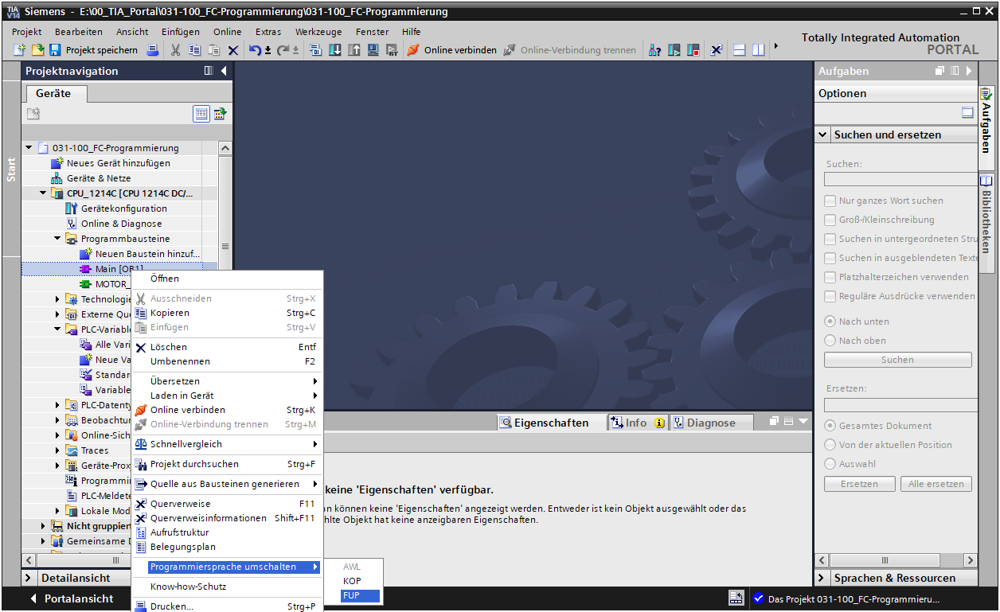 TIA V14 Siemens - E:\00_TIA_Portal\031-100_FC-Programmierung\031-100_FC-Programmierung
Projekt Bearbeiten Ansicht Einfügen Online Extras Werkzeuge Fenster Hilfe
Projekt speichern Online verbinden Online-Verbindung trennen
Totally Integrated Automation
PORTAL
Projektnavigation
Geräte
Start
031-100_FC-Programmierung
Neues Gerät hinzufügen
Geräte & Netze
CPU_1214C [CPU 1214C DC/...
Gerätekonfiguration
Online & Diagnose
Programmbausteine
Neuen Baustein hinzuf...
Main [OB1]
MOTOR_
Technologie
Externe Que
PLC-Variable
Alle Vari
Neue Va
Standar
Variable
PLC-Datenty
Beobachtun
Online-Sich
Traces
Geräte-Prox
Programmi
PLC-Meldete
Lokale Mod
Nicht gruppiert
Gemeinsame D
Detailansicht
Portalansicht
Öffnen
Ausschneiden Strg+X
Kopieren Strg+C
Einfügen Strg+V
Löschen Entf
Umbenennen F2
Übersetzen
Laden in Gerät
Online verbinden Strg+K
Online-Verbindung trennen Strg+M
Schnellvergleich
Projekt durchsuchen Strg+F
Quelle aus Bausteinen generieren
Querverweise F11
Querverweisinformationen Shift+F11
Aufrufstruktur
Belegungsplan
Programmiersprache umschalten
Know-how-Schutz
Drucken... Strg+P
AWL
KOP
FUP
Eigenschaften Info Diagnose
keine 'Eigenschaften' verfügbar.
an können keine 'Eigenschaften' angezeigt werden. Entweder ist kein Objekt ausgewählt oder das
hlte Objekt hat keine anzeigbaren Eigenschaften.
Aufgaben
Optionen
Suchen und ersetzen
Suchen:
Nur ganzes Wort suchen
Groß-/Kleinschreibung
Suchen in untergeordneten Stru
Suchen in ausgeblendeten Texte
Platzhalterzeichen verwenden
Reguläre Ausdrücke verwenden
Nach unten
Nach oben
Suchen
Ersetzen:
Gesamtes Dokument
Von der aktuellen Position
Auswahl
Ersetzen Alle ersetzen
Sprachen & Ressourcen
Aufgaben
Bibliotheken
Das Projekt 031-100_FC-Programmieru...